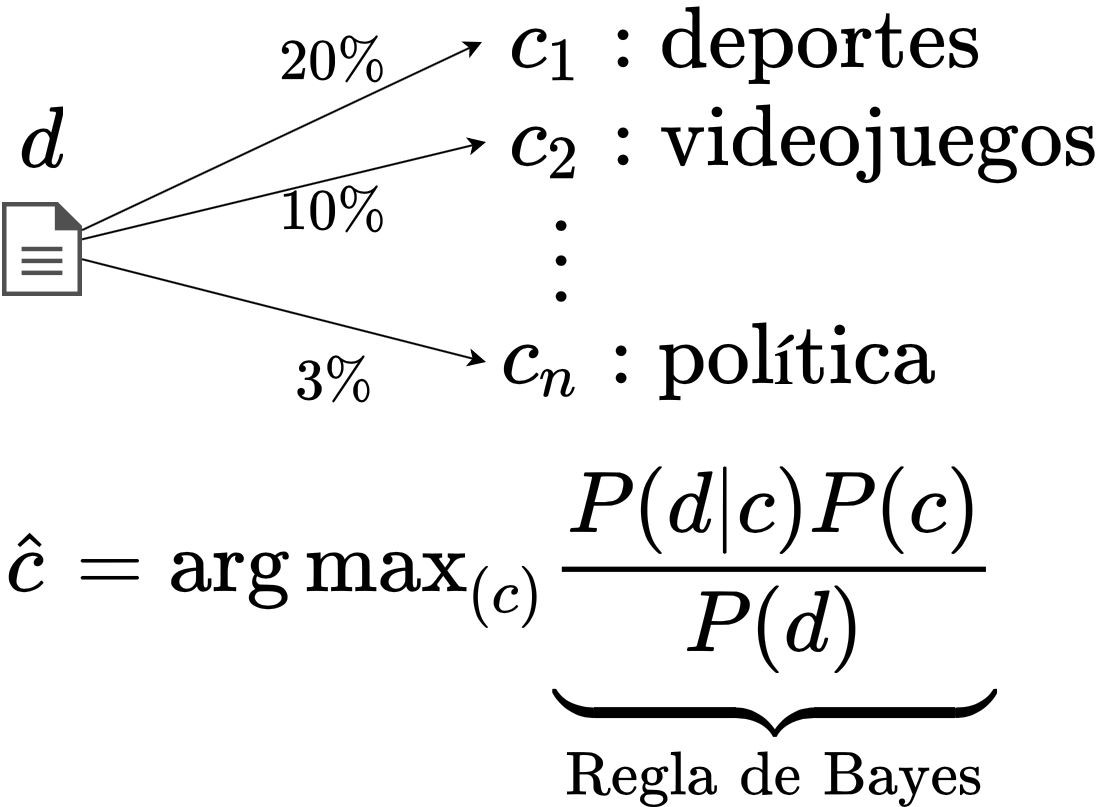 20% c₁ : deportes
d
c₂ : videojuegos
10%
⋮
cₙ : política
3%
ĉ = arg max₍c₎ P(d|c)P(c) / P(d)
Regla de Bayes